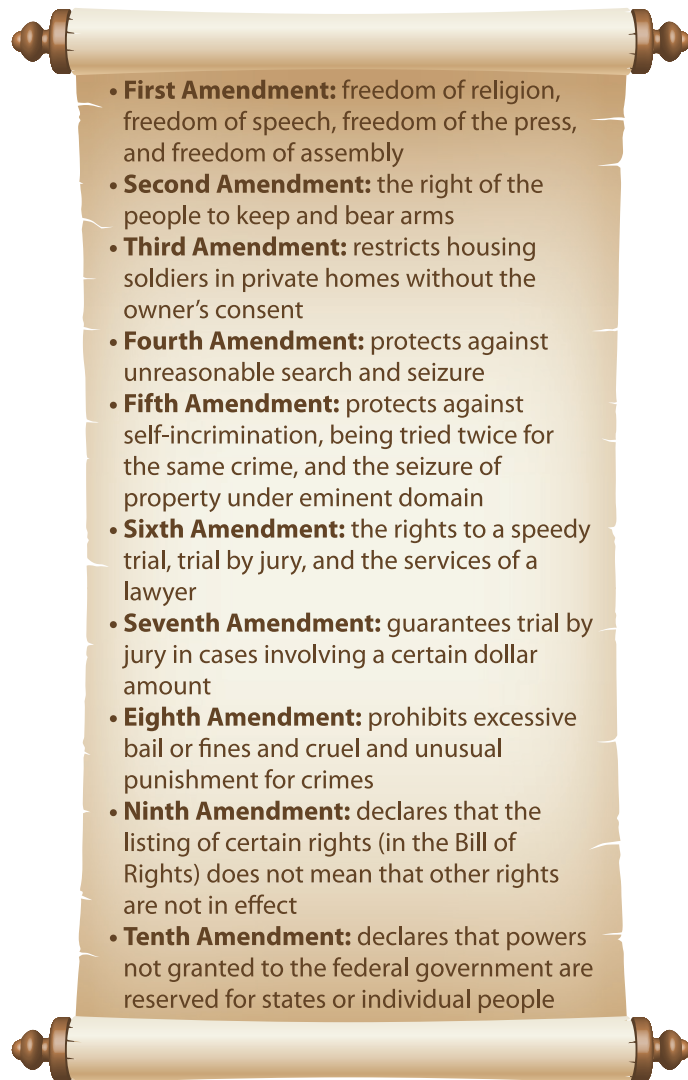 • First Amendment: freedom of religion,
freedom of speech, freedom of the press,
and freedom of assembly
• Second Amendment: the right of the
people to keep and bear arms
• Third Amendment: restricts housing
soldiers in private homes without the
owner’s consent
• Fourth Amendment: protects against
unreasonable search and seizure
• Fifth Amendment: protects against
self-incrimination, being tried twice for
the same crime, and the seizure of
property under eminent domain
• Sixth Amendment: the rights to a speedy
trial, trial by jury, and the services of a
lawyer
• Seventh Amendment: guarantees trial by
jury in cases involving a certain dollar
amount
• Eighth Amendment: prohibits excessive
bail or fines and cruel and unusual
punishment for crimes
• Ninth Amendment: declares that the
listing of certain rights (in the Bill of
Rights) does not mean that other rights
are not in effect
• Tenth Amendment: declares that powers
not granted to the federal government are
reserved for states or individual people